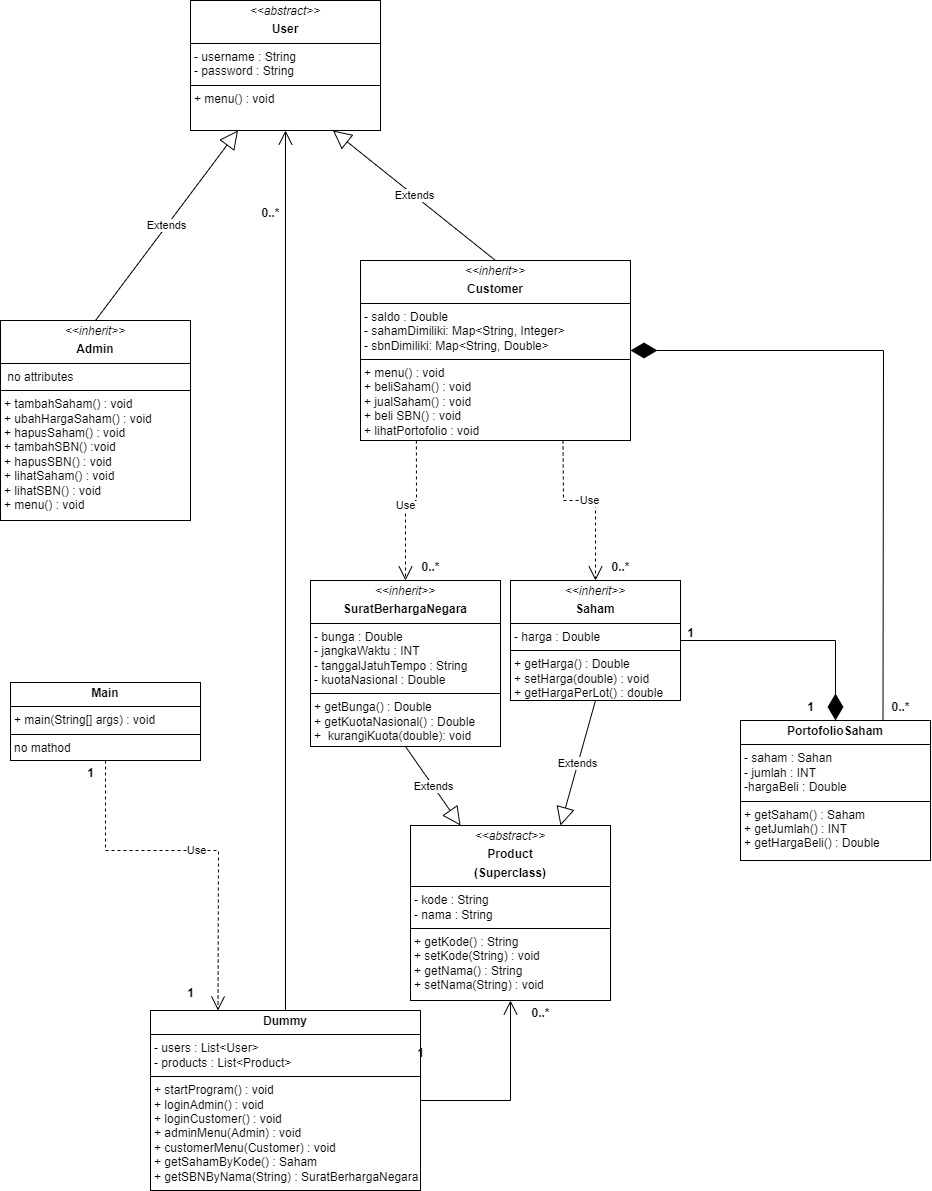 <<abstract>>
User
- username : String
- password : String
+ menu() : void
0..*
Extends
Extends
<<inherit>>
Customer
- saldo : Double
- sahamDimiliki: Map<String, Integer>
- sbnDimiliki: Map<String, Double>
+ menu() : void
+ beliSaham() : void
+ jualSaham() : void
+ beli SBN() : void
+ lihatPortofolio : void
<<inherit>>
Admin
no attributes
+ tambahSaham() : void
+ ubahHargaSaham() : void
+ hapusSaham() : void
+ tambahSBN() :void
+ hapusSBN() : void
+ lihatSaham() : void
+ lihatSBN() : void
+ menu() : void
Use
Use
0..*
0..*
<<inherit>>
SuratBerhargaNegara
- bunga : Double
- jangkaWaktu : INT
- tanggalJatuhTempo : String
- kuotaNasional : Double
+ getBunga() : Double
+ getKuotaNasional() : Double
+ kurangiKuota(double): void
<<inherit>>
Saham
- harga : Double
+ getHarga() : Double
+ setHarga(double) : void
+ getHargaPerLot() : double
1
1
0..*
PortofolioSaham
- saham : Sahan
- jumlah : INT
-hargaBeli : Double
+ getSaham() : Saham
+ getJumlah() : INT
+ getHargaBeli() : Double
Main
+ main(String[] args) : void
no mathod
1
Use
1
Extends
Extends
<<abstract>>
Product
(Superclass)
- kode : String
- nama : String
+ getKode() : String
+ setKode(String) : void
+ getNama() : String
+ setNama(String) : void
0..*
1
Dummy
- users : List<User>
- products : List<Product>
+ startProgram() : void
+ loginAdmin() : void
+ loginCustomer() : void
+ adminMenu(Admin) : void
+ customerMenu(Customer) : void
+ getSahamByKode() : Saham
+ getSBNByNama(String) : SuratBerhargaNegara